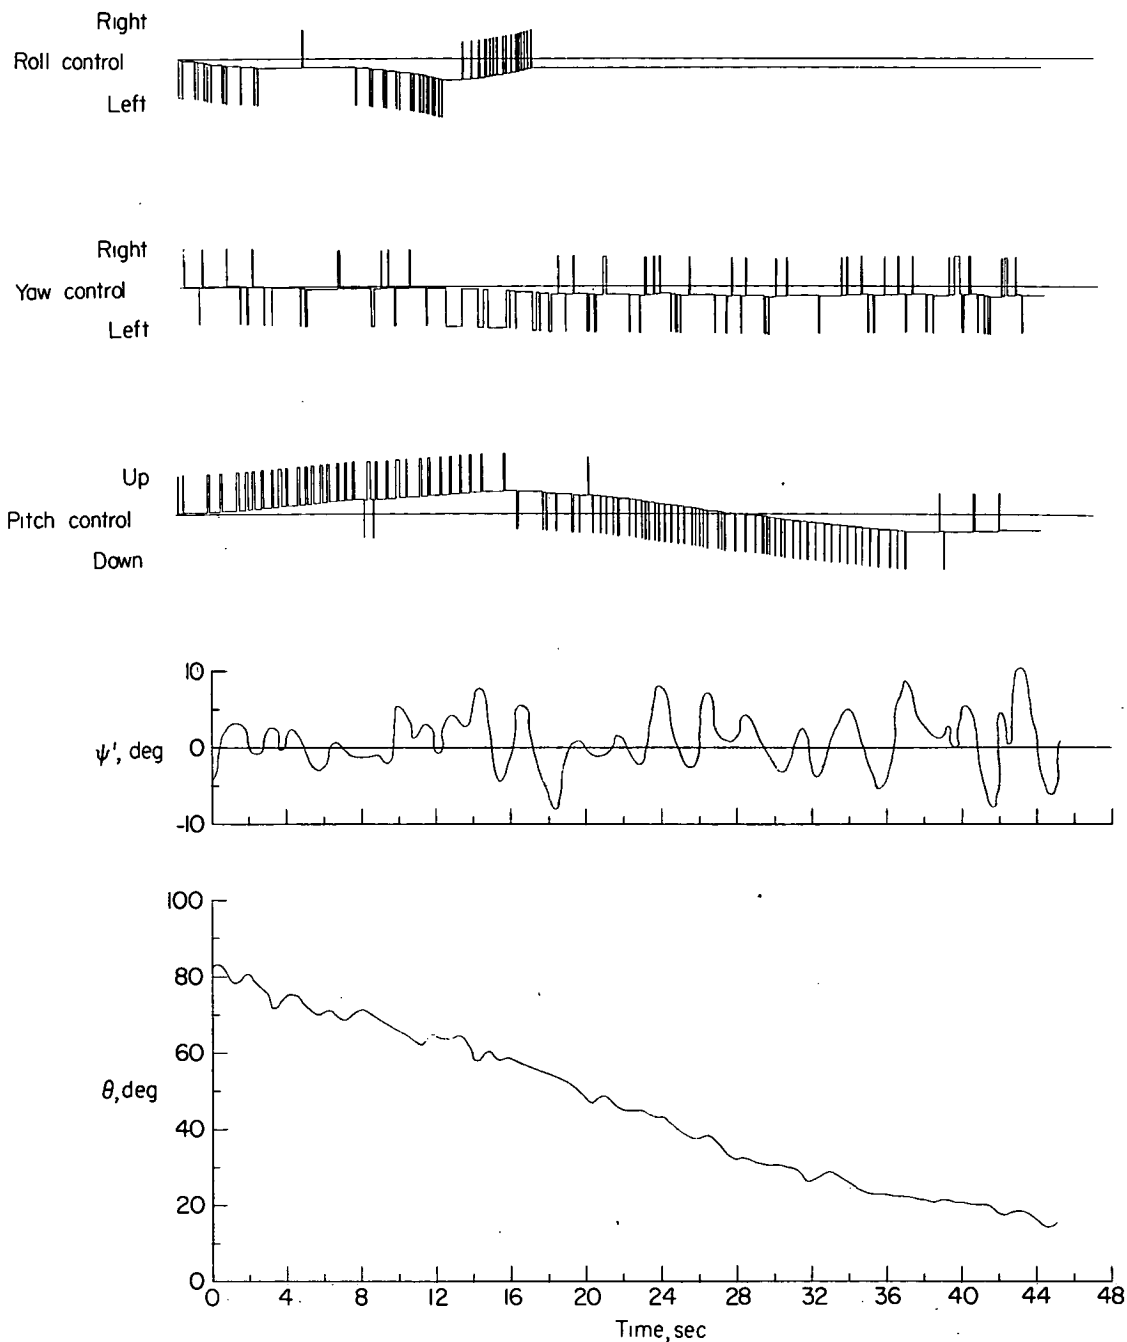 Right
Roll control
Left
Right
Yaw control
Left
Up
Pitch control
Down
10
ψ', deg
0
-10
100
80
60
θ, deg
40
20
0
0 4 8 12 16 20 24 28 32 36 40 44 48
Time, sec